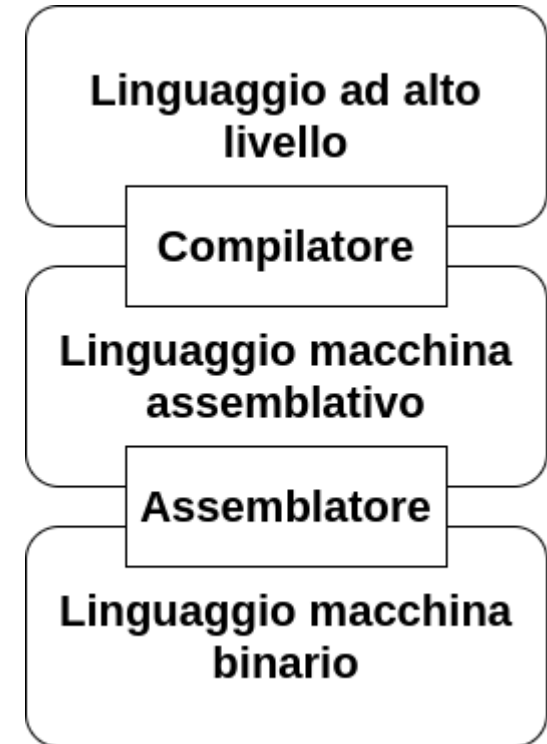 Linguaggio ad alto
livello
Compilatore
Linguaggio macchina
assemblativo
Assemblatore
Linguaggio macchina
binario